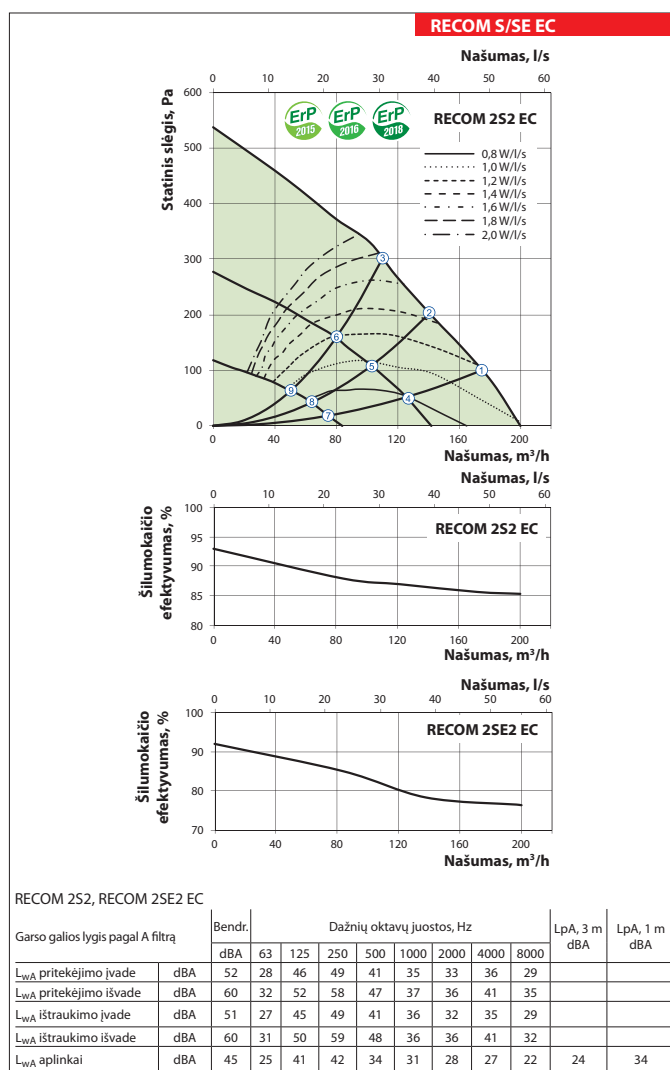 RECOM S/SE EC
Našumas, l/s
0 10 20 30 40 50 60
Statinis slėgis, Pa
600
500
400
300
200
100
0
ErP 2015
ErP 2016
ErP 2018
RECOM 2S2 EC
0,8 W/l/s
1,0 W/l/s
1,2 W/l/s
1,4 W/l/s
1,6 W/l/s
1,8 W/l/s
2,0 W/l/s
3
2
6
1
5
9
8
4
7
0 40 80 120 160 200
Našumas, m³/h
Našumas, l/s
0 10 20 30 40 50 60
Šilumokaičio
efektyvumas, %
100
95
90
85
80
RECOM 2S2 EC
0 40 80 120 160 200
Našumas, m³/h
Našumas, l/s
0 10 20 30 40 50 60
Šilumokaičio
efektyvumas, %
100
90
80
70
RECOM 2SE2 EC
0 40 80 120 160 200
Našumas, m³/h
RECOM 2S2, RECOM 2SE2 EC
Garso galios lygis pagal A filtrą Bendr. Dažnių oktavų juostos, Hz LpA, 3 m dBA LpA, 1 m dBA
dBA 63 125 250 500 1000 2000 4000 8000
LwA pritekėjimo įvade dBA 52 28 46 49 41 35 33 36 29
LwA pritekėjimo išvade dBA 60 32 52 58 47 37 36 41 35
LwA ištraukimo įvade dBA 51 27 45 49 41 36 32 35 29
LwA ištraukimo išvade dBA 60 31 50 59 48 36 36 41 32
LwA aplinkai dBA 45 25 41 42 34 31 28 27 22 24 34